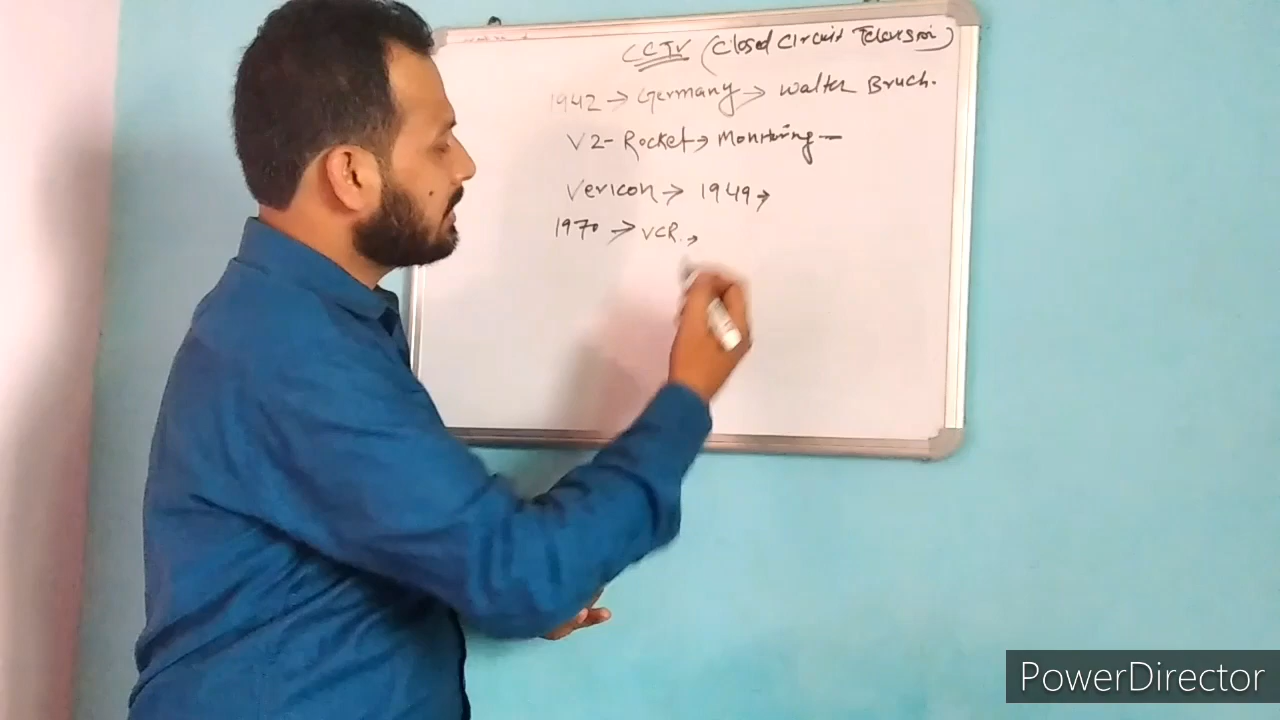 CCTV (Closed Circuit Television)
1942 → Germany → Walter Bruch.
V2- Rocket → Monitoring —
Vericon → 1949 →
1970 → VCR. →
PowerDirector